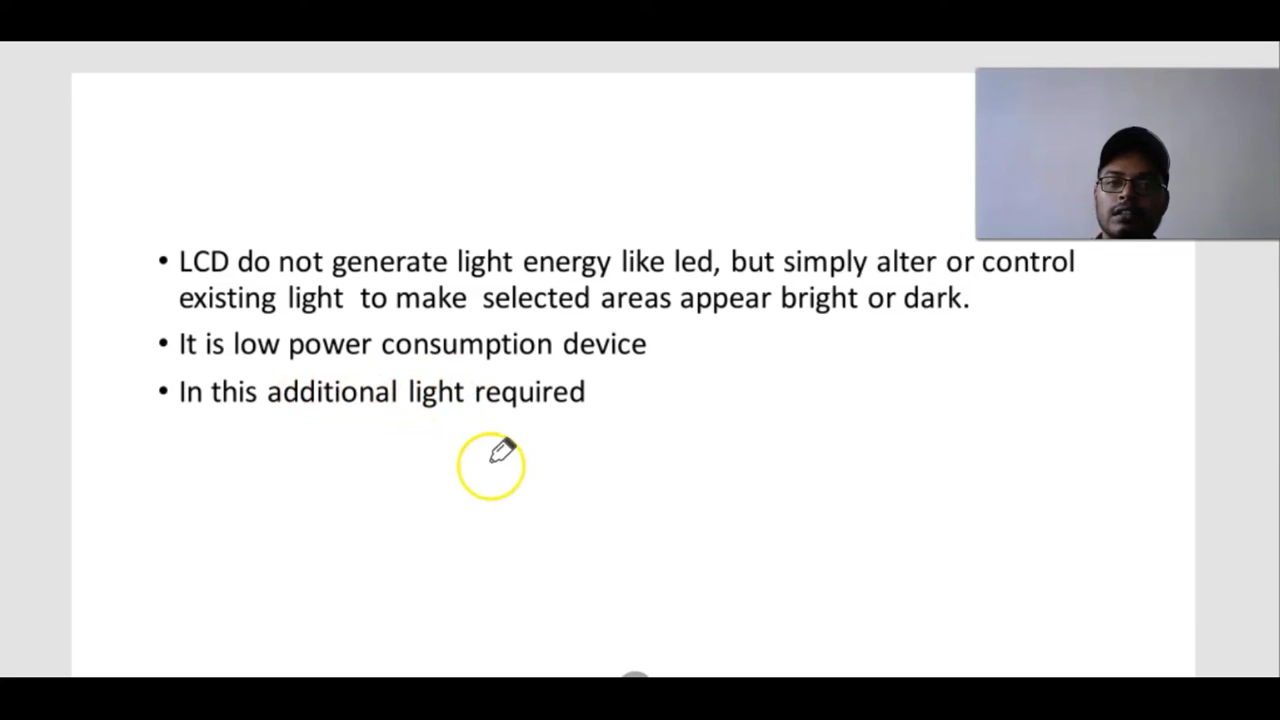 • LCD do not generate light energy like led, but simply alter or control
existing light to make selected areas appear bright or dark.
• It is low power consumption device
• In this additional light required